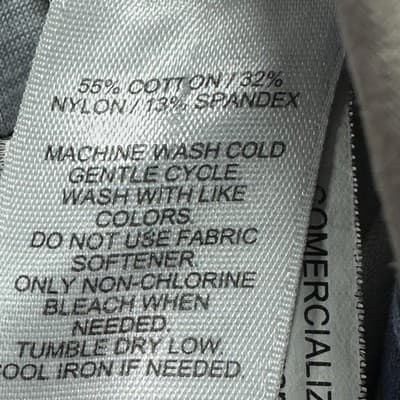 55% COTTON / 32%
NYLON / 13% SPANDEX
MACHINE WASH COLD
GENTLE CYCLE.
WASH WITH LIKE
COLORS.
DO NOT USE FABRIC
SOFTENER.
ONLY NON-CHLORINE
BLEACH WHEN
NEEDED.
TUMBLE DRY LOW.
COOL IRON IF NEEDED
COMERCIALIZ